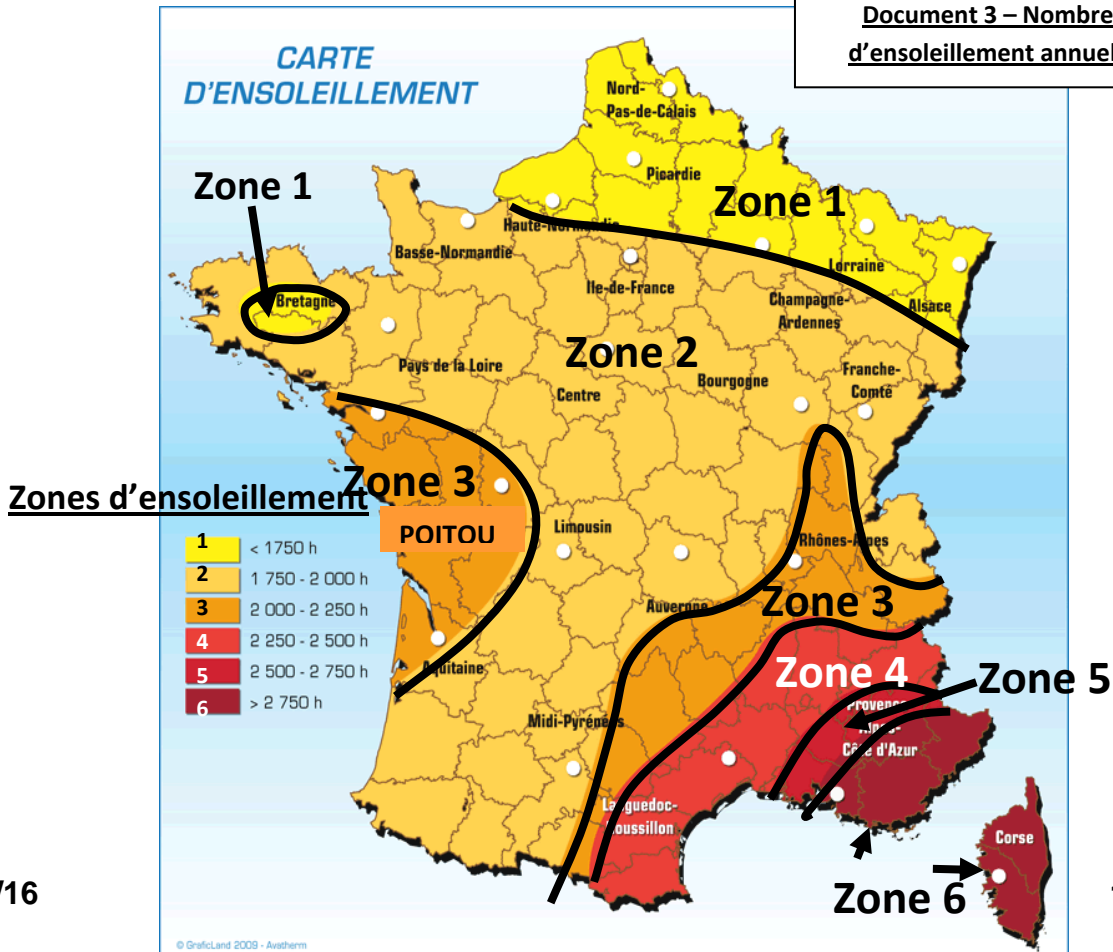 Document 3 – Nombre
d'ensoleillement annuel
CARTE
D'ENSOLEILLEMENT
Nord-
Pas-de-Calais
Picardie
Zone 1
Zone 1
Haute-Normandie
Basse-Normandie
Lorraine
Ile-de-France
Bretagne
Champagne-
Ardennes
Alsace
Zone 2
Pays de la Loire
Centre
Bourgogne
Franche-
Comté
Zones d'ensoleillement
Zone 3
POITOU
Limousin
Rhônes-Alpes
Auvergne
Zone 3
1 < 1750 h
2 1 750 - 2 000 h
3 2 000 - 2 250 h
4 2 250 - 2 500 h
5 2 500 - 2 750 h
6 > 2 750 h
Aquitaine
Zone 4
Zone 5
Midi-Pyrénées
Provence
Alpes-
Côte d'Azur
Languedoc-
Roussillon
Corse
Zone 6
/16
© GraficLand 2009 - Avatherm